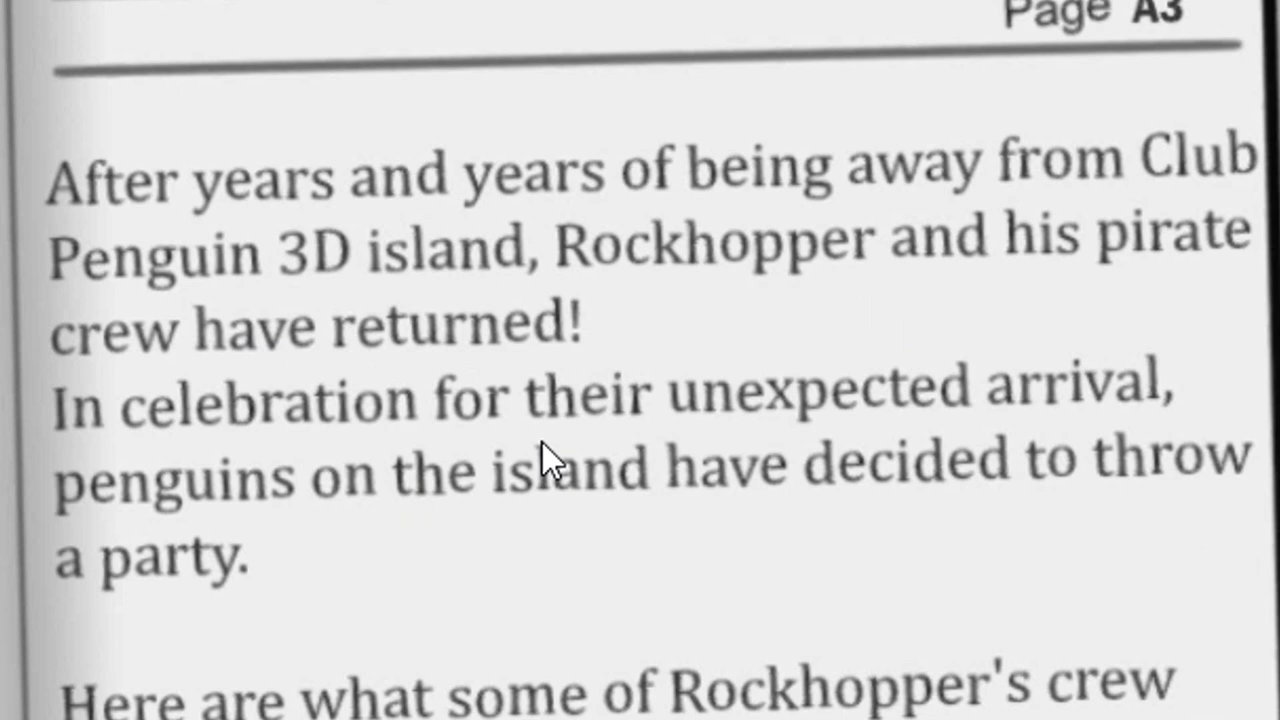 Page A3
After years and years of being away from Club
Penguin 3D island, Rockhopper and his pirate
crew have returned!
In celebration for their unexpected arrival,
penguins on the island have decided to throw
a party.
Here are what some of Rockhopper's crew